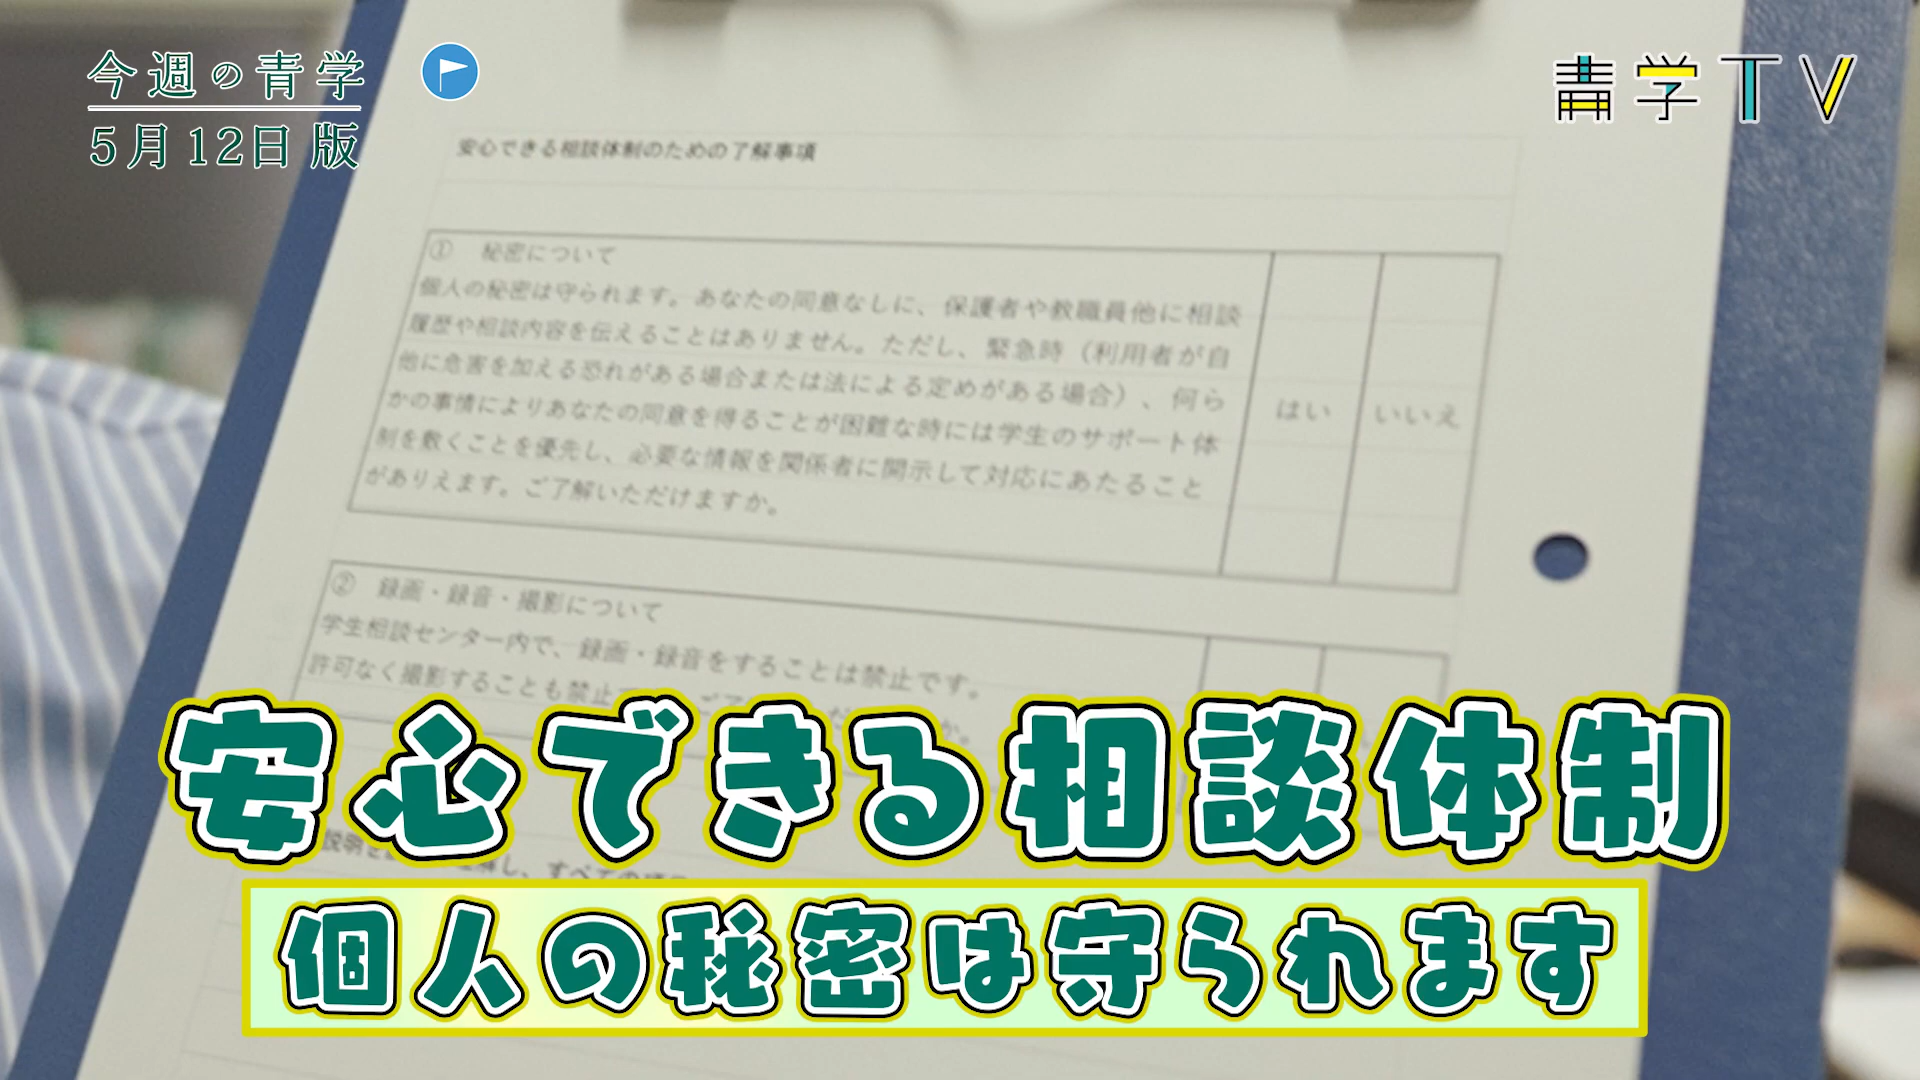 今週の青学
5月12日版
青学TV
安心できる相談体制のための了解事項
① 秘密について
個人の秘密は守られます。あなたの同意なしに、保護者や教職員他に相談
履歴や相談内容を伝えることはありません。ただし、緊急時（利用者が自
他に危害を加える恐れがある場合または法による定めがある場合）、何ら
かの事情によりあなたの同意を得ることが困難な時には学生のサポート体
制を敷くことを優先し、必要な情報を関係者に開示して対応にあたること
がありえます。ご了解いただけますか。
はい
いいえ
② 録画・録音・撮影について
学生相談センター内で、録画・録音をすることは禁止です。
許可なく撮影することも禁止
安心できる相談体制
個人の秘密は守られます